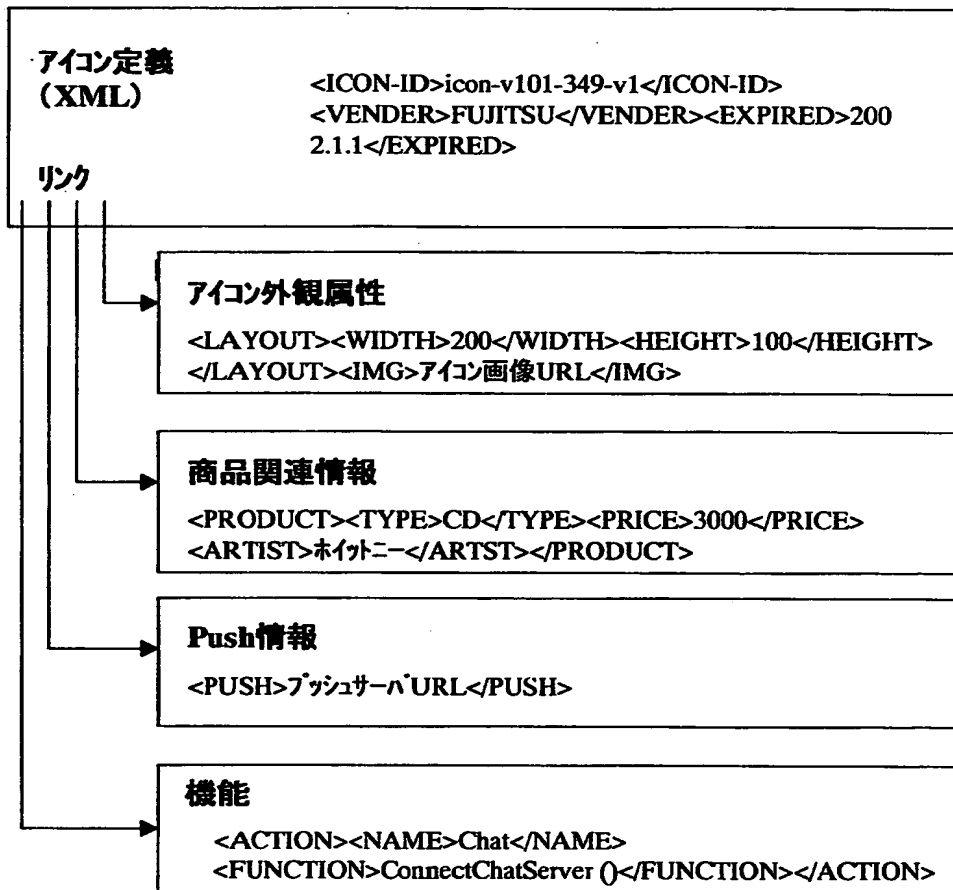 アイコン定義
（XML）
<ICON-ID>icon-v101-349-v1</ICON-ID>
<VENDER>FUJITSU</VENDER><EXPIRED>200
2.1.1</EXPIRED>
リンク
アイコン外観属性
<LAYOUT><WIDTH>200</WIDTH><HEIGHT>100</HEIGHT>
</LAYOUT><IMG>アイコン画像URL</IMG>
商品関連情報
<PRODUCT><TYPE>CD</TYPE><PRICE>3000</PRICE>
<ARTIST>ホイットニー</ARTST></PRODUCT>
Push情報
<PUSH>プッシュサーバURL</PUSH>
機能
<ACTION><NAME>Chat</NAME>
<FUNCTION>ConnectChatServer ()</FUNCTION></ACTION>